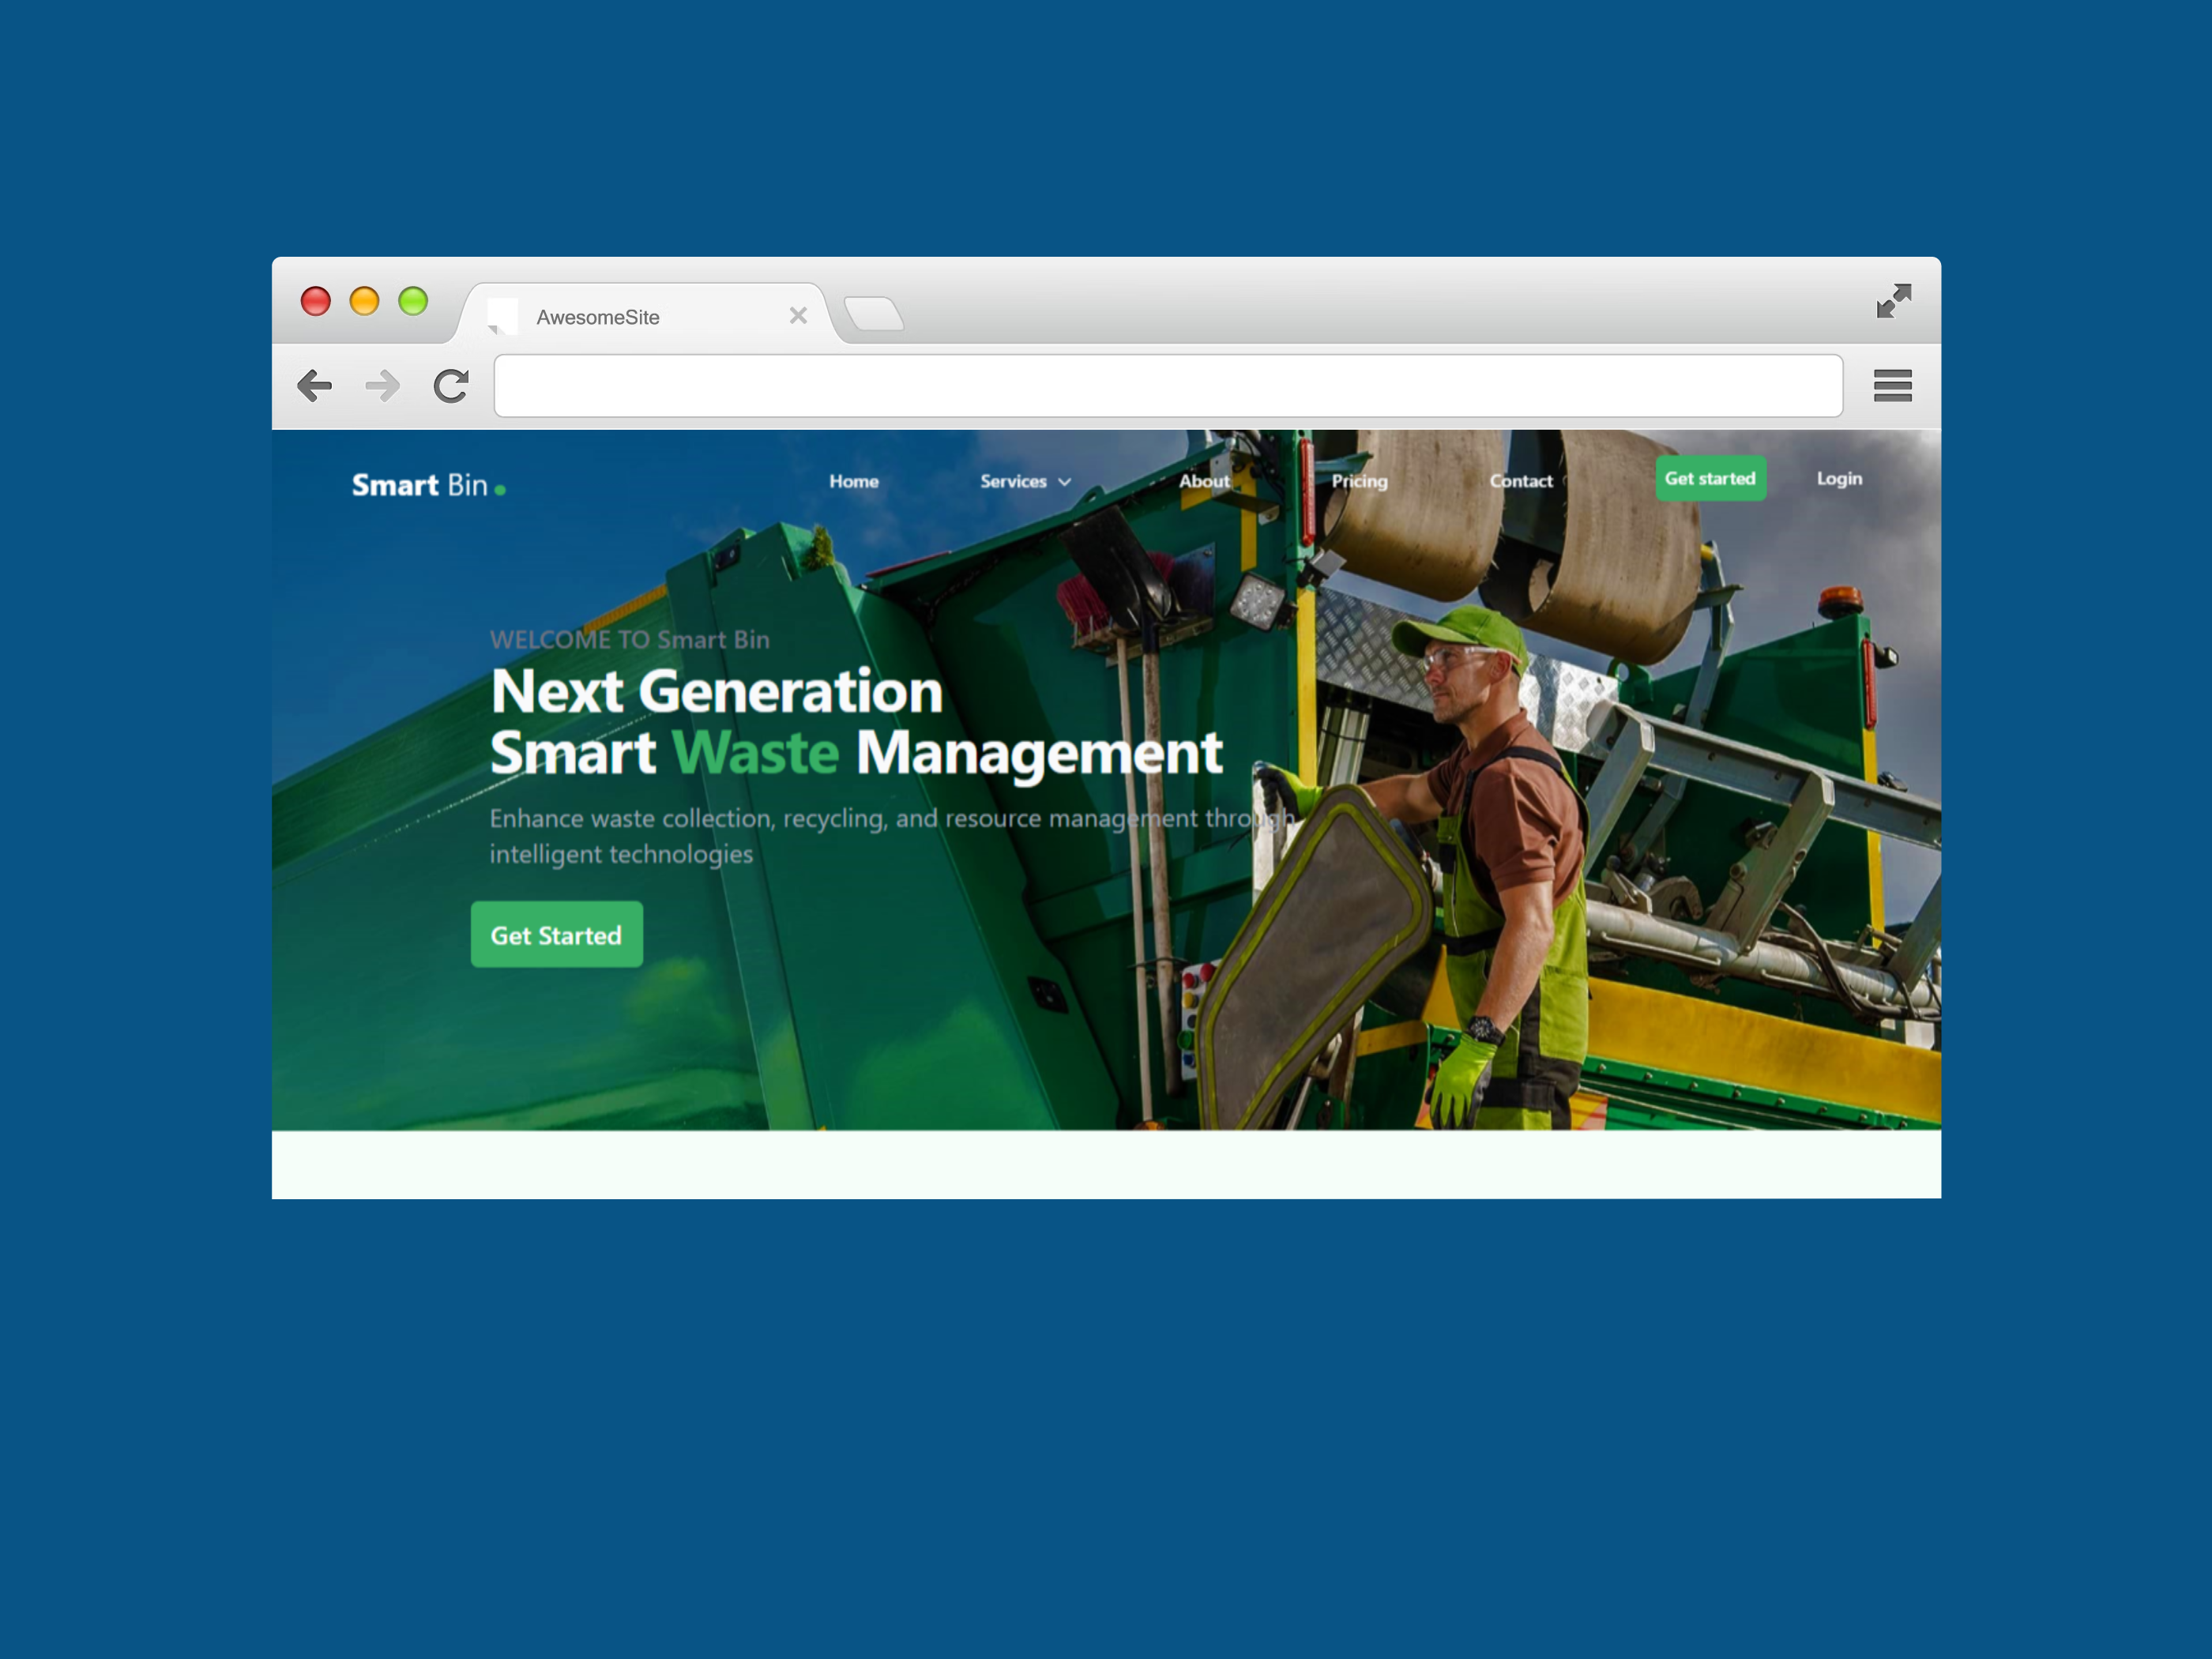 AwesomeSite
Smart Bin
Home Services About Pricing Contact Get started Login
WELCOME TO Smart Bin
Next Generation
Smart Waste Management
Enhance waste collection, recycling, and resource management through
intelligent technologies
Get Started